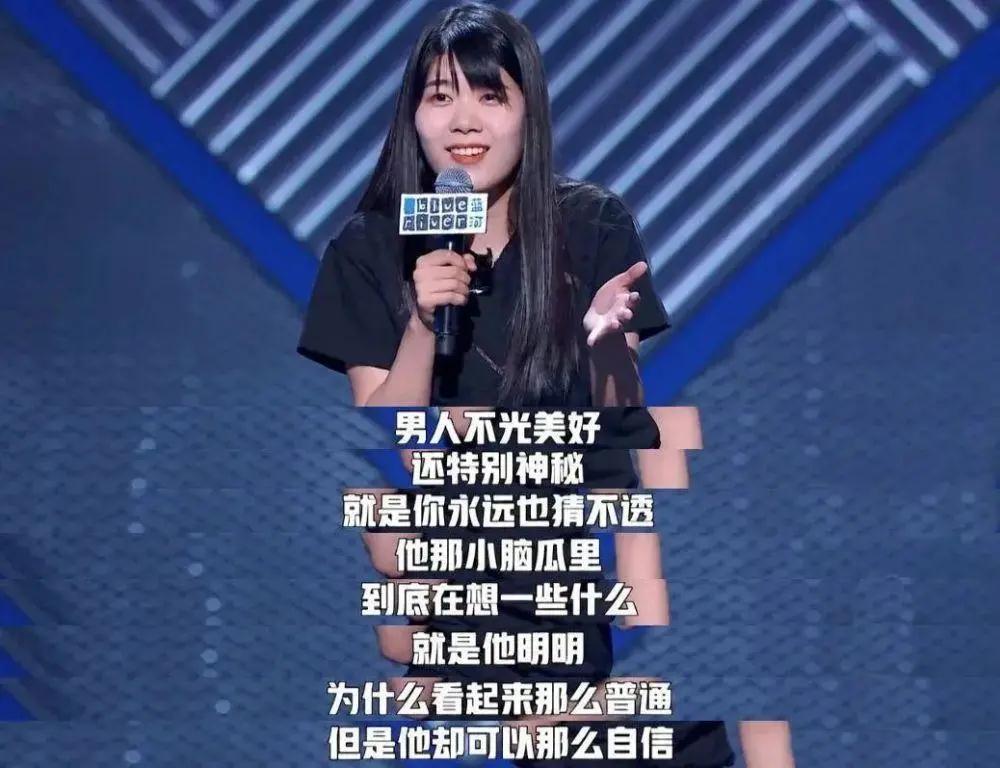 blue 蓝
river 河
男人不光美好
还特别神秘
就是你永远也猜不透
他那小脑瓜里
到底在想一些什么
就是他明明
为什么看起来那么普通
但是他却可以那么自信